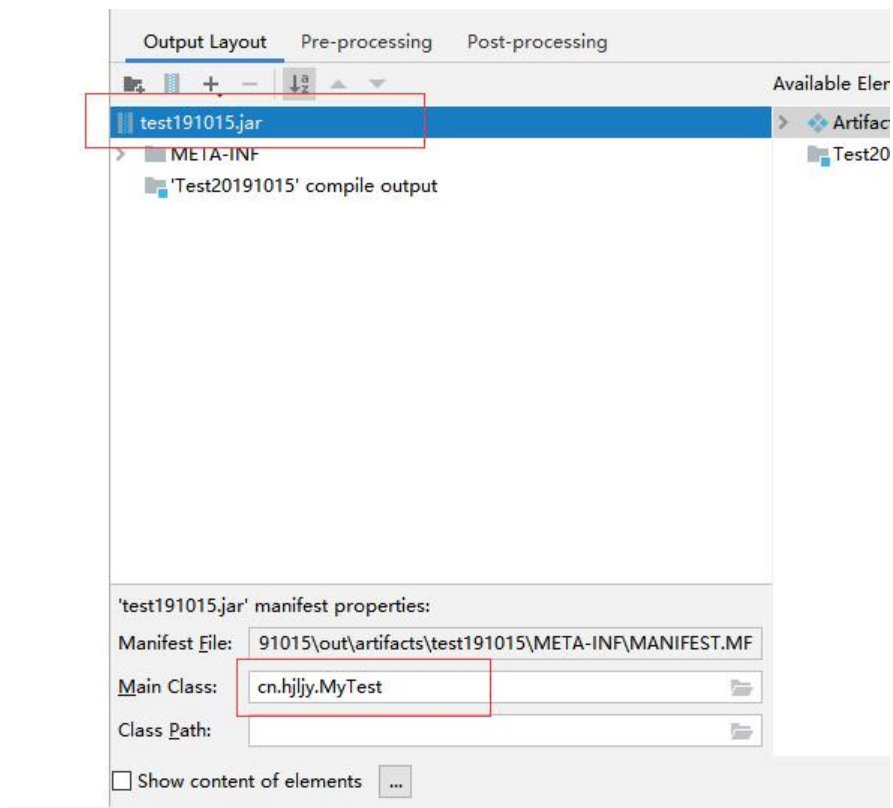 Output Layout Pre-processing Post-processing
Available Eler
test191015.jar
Artifac
META-INF
Test20
'Test20191015' compile output
'test191015.jar' manifest properties:
Manifest File: 91015\out\artifacts\test191015\META-INF\MANIFEST.MF
Main Class: cn.hjljy.MyTest
Class Path:
Show content of elements ...